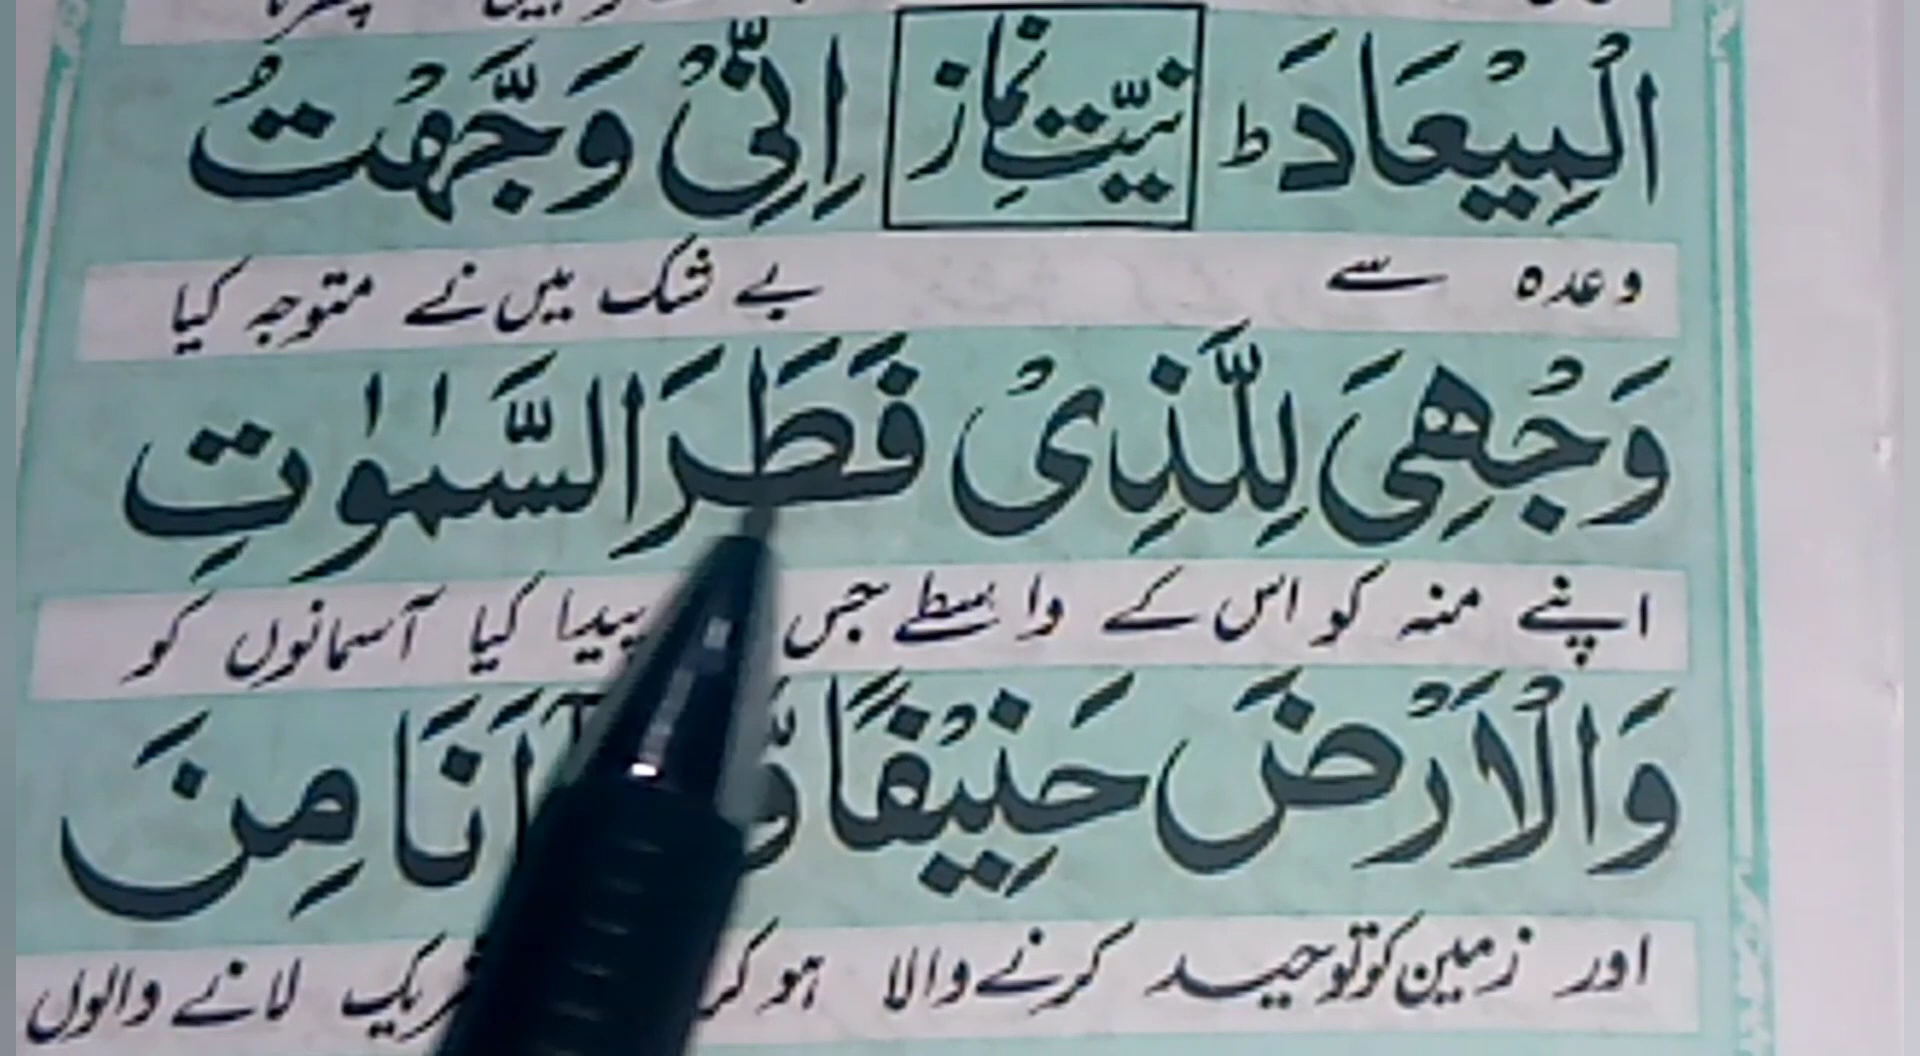 الْمِيْعَادَ ط نیّتِ نماز اِنِّىْ وَجَّهْتُ
وعدہ سے بے شک میں نے متوجہ کیا
وَجْهِىَ لِلَّذِىْ فَطَرَ السَّمٰوٰتِ
اپنے منہ کو اس کے واسطے جس پیدا کیا آسمانوں کو
وَالْاَرْضَ حَنِيْفًا وَّ اَنَا مِنَ
اور زمین کو توحید کرنے والا ہو کر لانے والوں